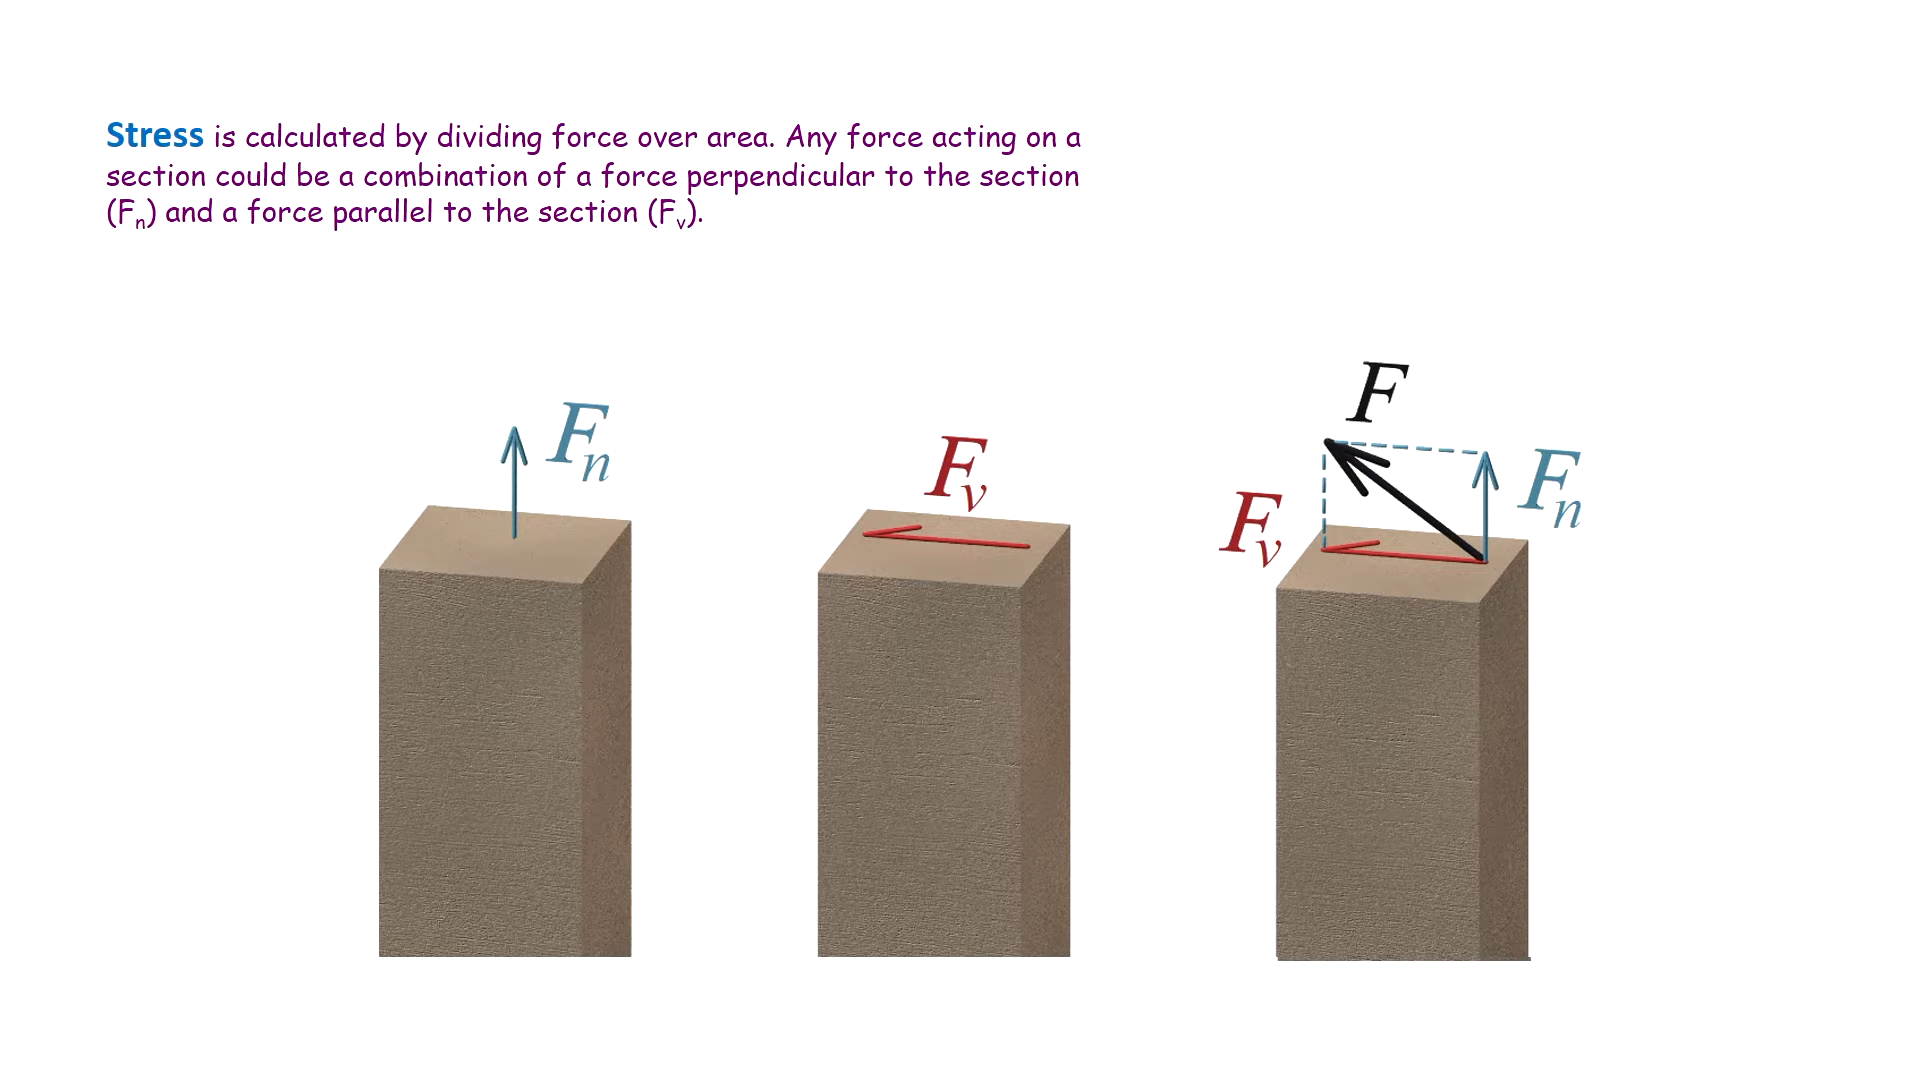 Stress is calculated by dividing force over area. Any force acting on a
section could be a combination of a force perpendicular to the section
(Fn) and a force parallel to the section (Fv).
F
Fn
Fv
Fv
Fn